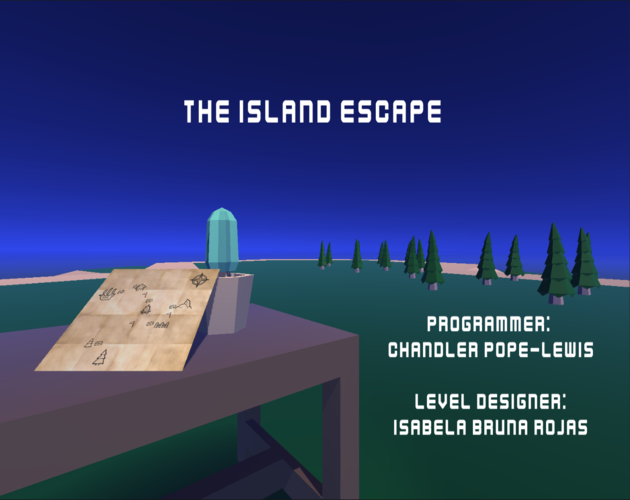 THE ISLAND ESCAPE
PROGRAMMER:
CHANDLER POPE-LEWIS
LEVEL DESIGNER:
ISABELA BRUNA ROJAS